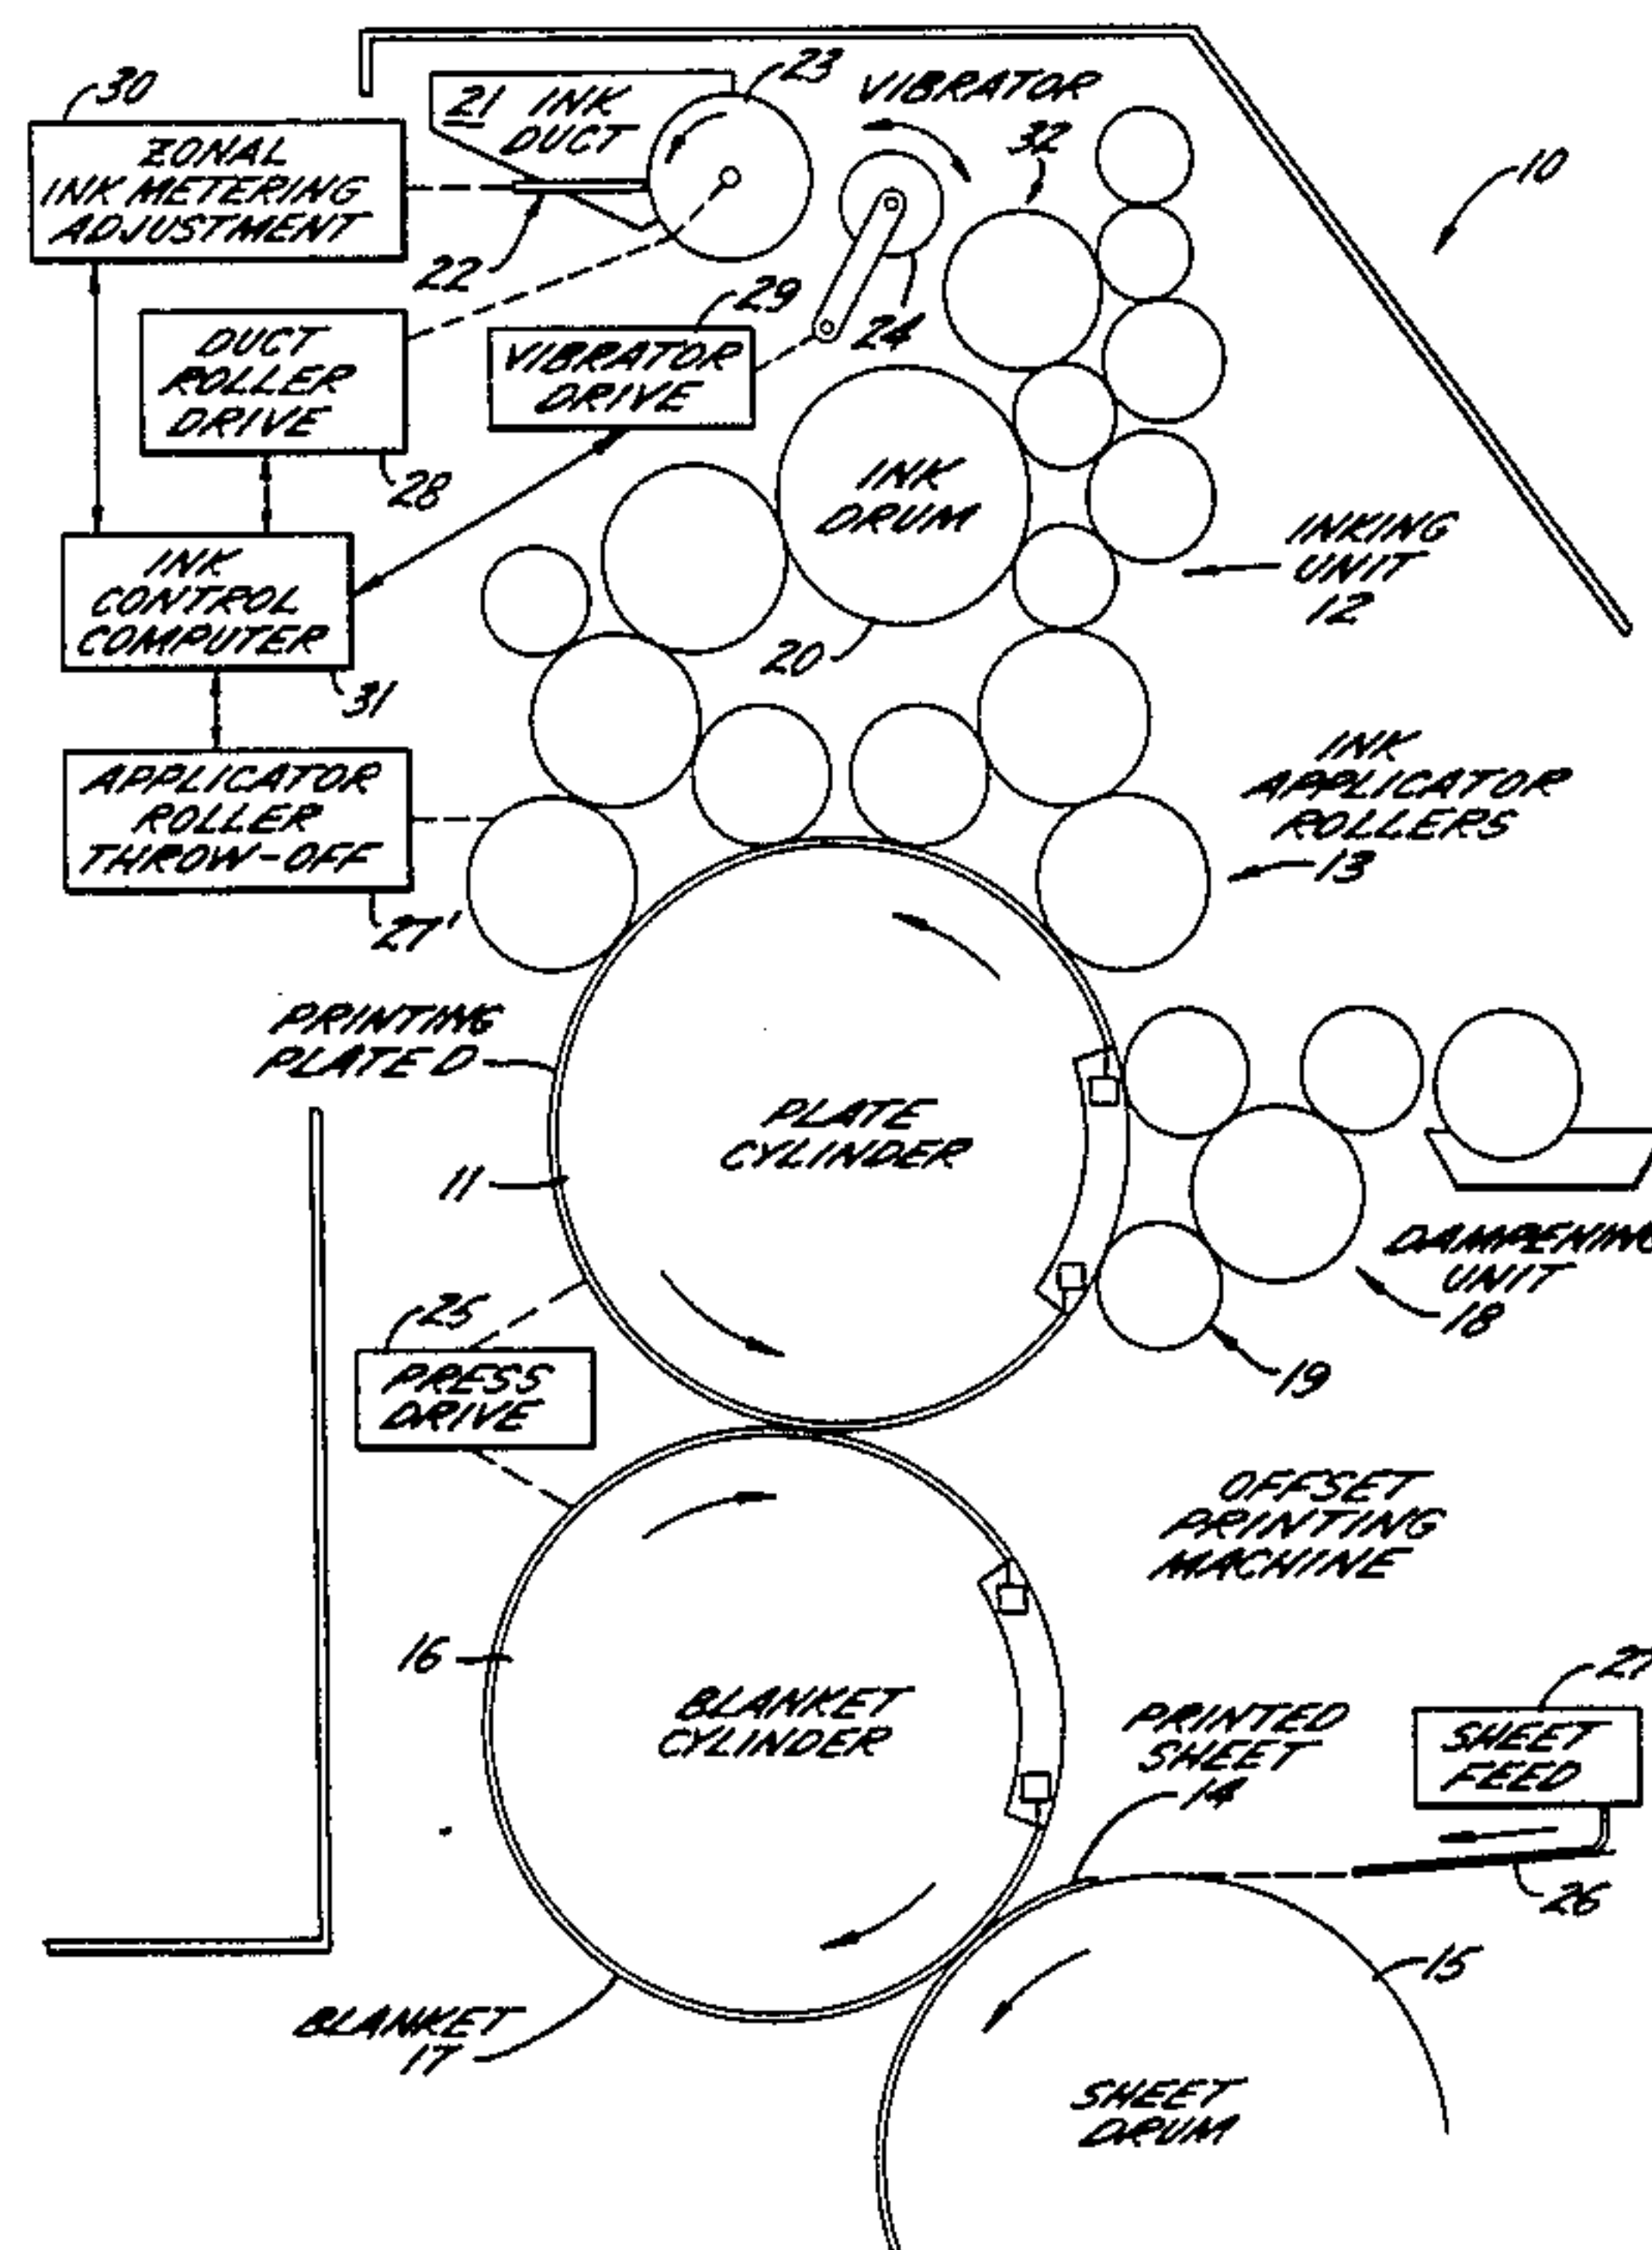 30
ZONAL
INK METERING
ADJUSTMENT
21 INK
DUCT
23
VIBRATOR
32
10
22
29
24
DUCT
ROLLER
DRIVE
28
VIBRATOR
DRIVE
INK
DRUM
20
INKING
UNIT
12
INK
CONTROL
COMPUTER
31
APPLICATOR
ROLLER
THROW-OFF
27'
INK
APPLICATOR
ROLLERS
13
PRINTING
PLATE D
PLATE
CYLINDER
11
DAMPENING
UNIT
18
19
25
PRESS
DRIVE
OFFSET
PRINTING
MACHINE
16
BLANKET
CYLINDER
PRINTED
SHEET
14
27
SHEET
FEED
26
15
BLANKET
17
SHEET
DRUM